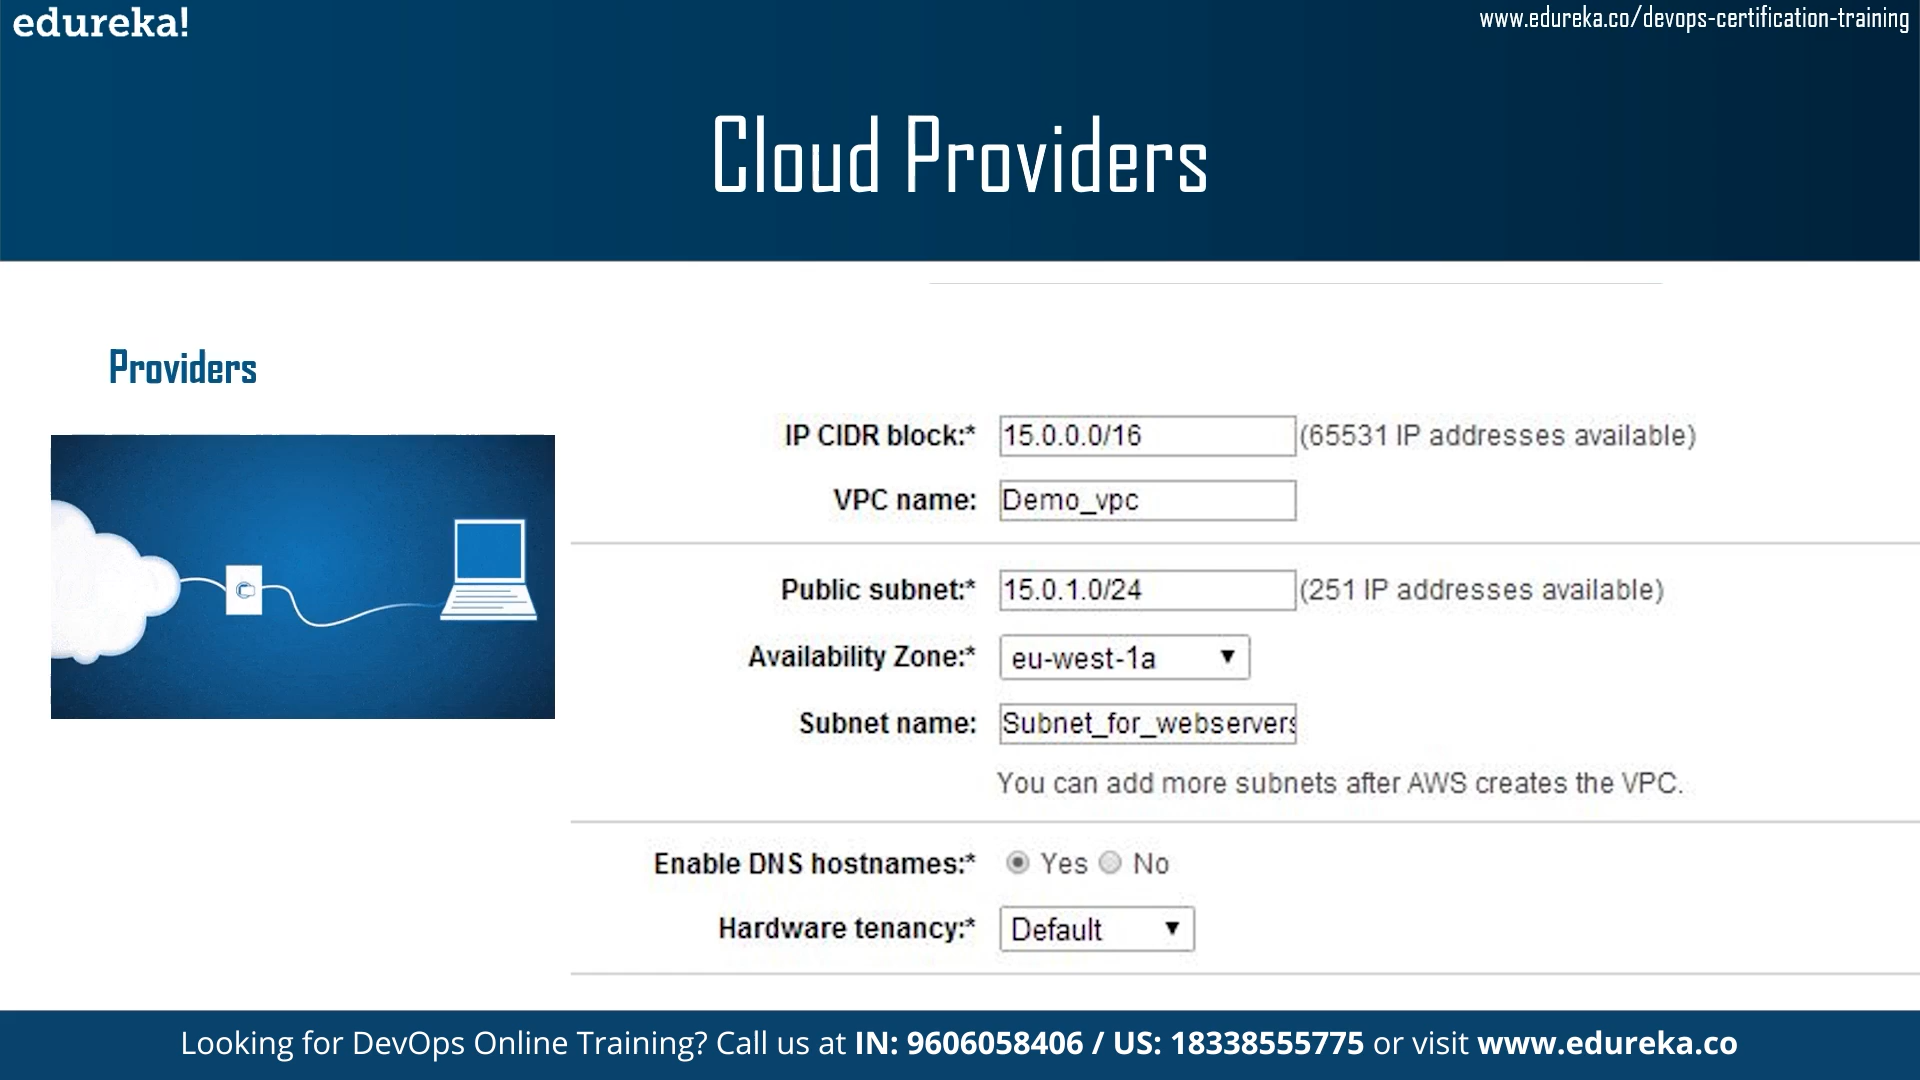 edureka!
www.edureka.co/devops-certification-training
Cloud Providers
Providers
IP CIDR block:* 15.0.0.0/16 (65531 IP addresses available)
VPC name: Demo_vpc
Public subnet:* 15.0.1.0/24 (251 IP addresses available)
Availability Zone:* eu-west-1a
Subnet name: Subnet_for_webservers
You can add more subnets after AWS creates the VPC.
Enable DNS hostnames:* Yes No
Hardware tenancy:* Default
Looking for DevOps Online Training? Call us at IN: 9606058406 / US: 18338555775 or visit www.edureka.co